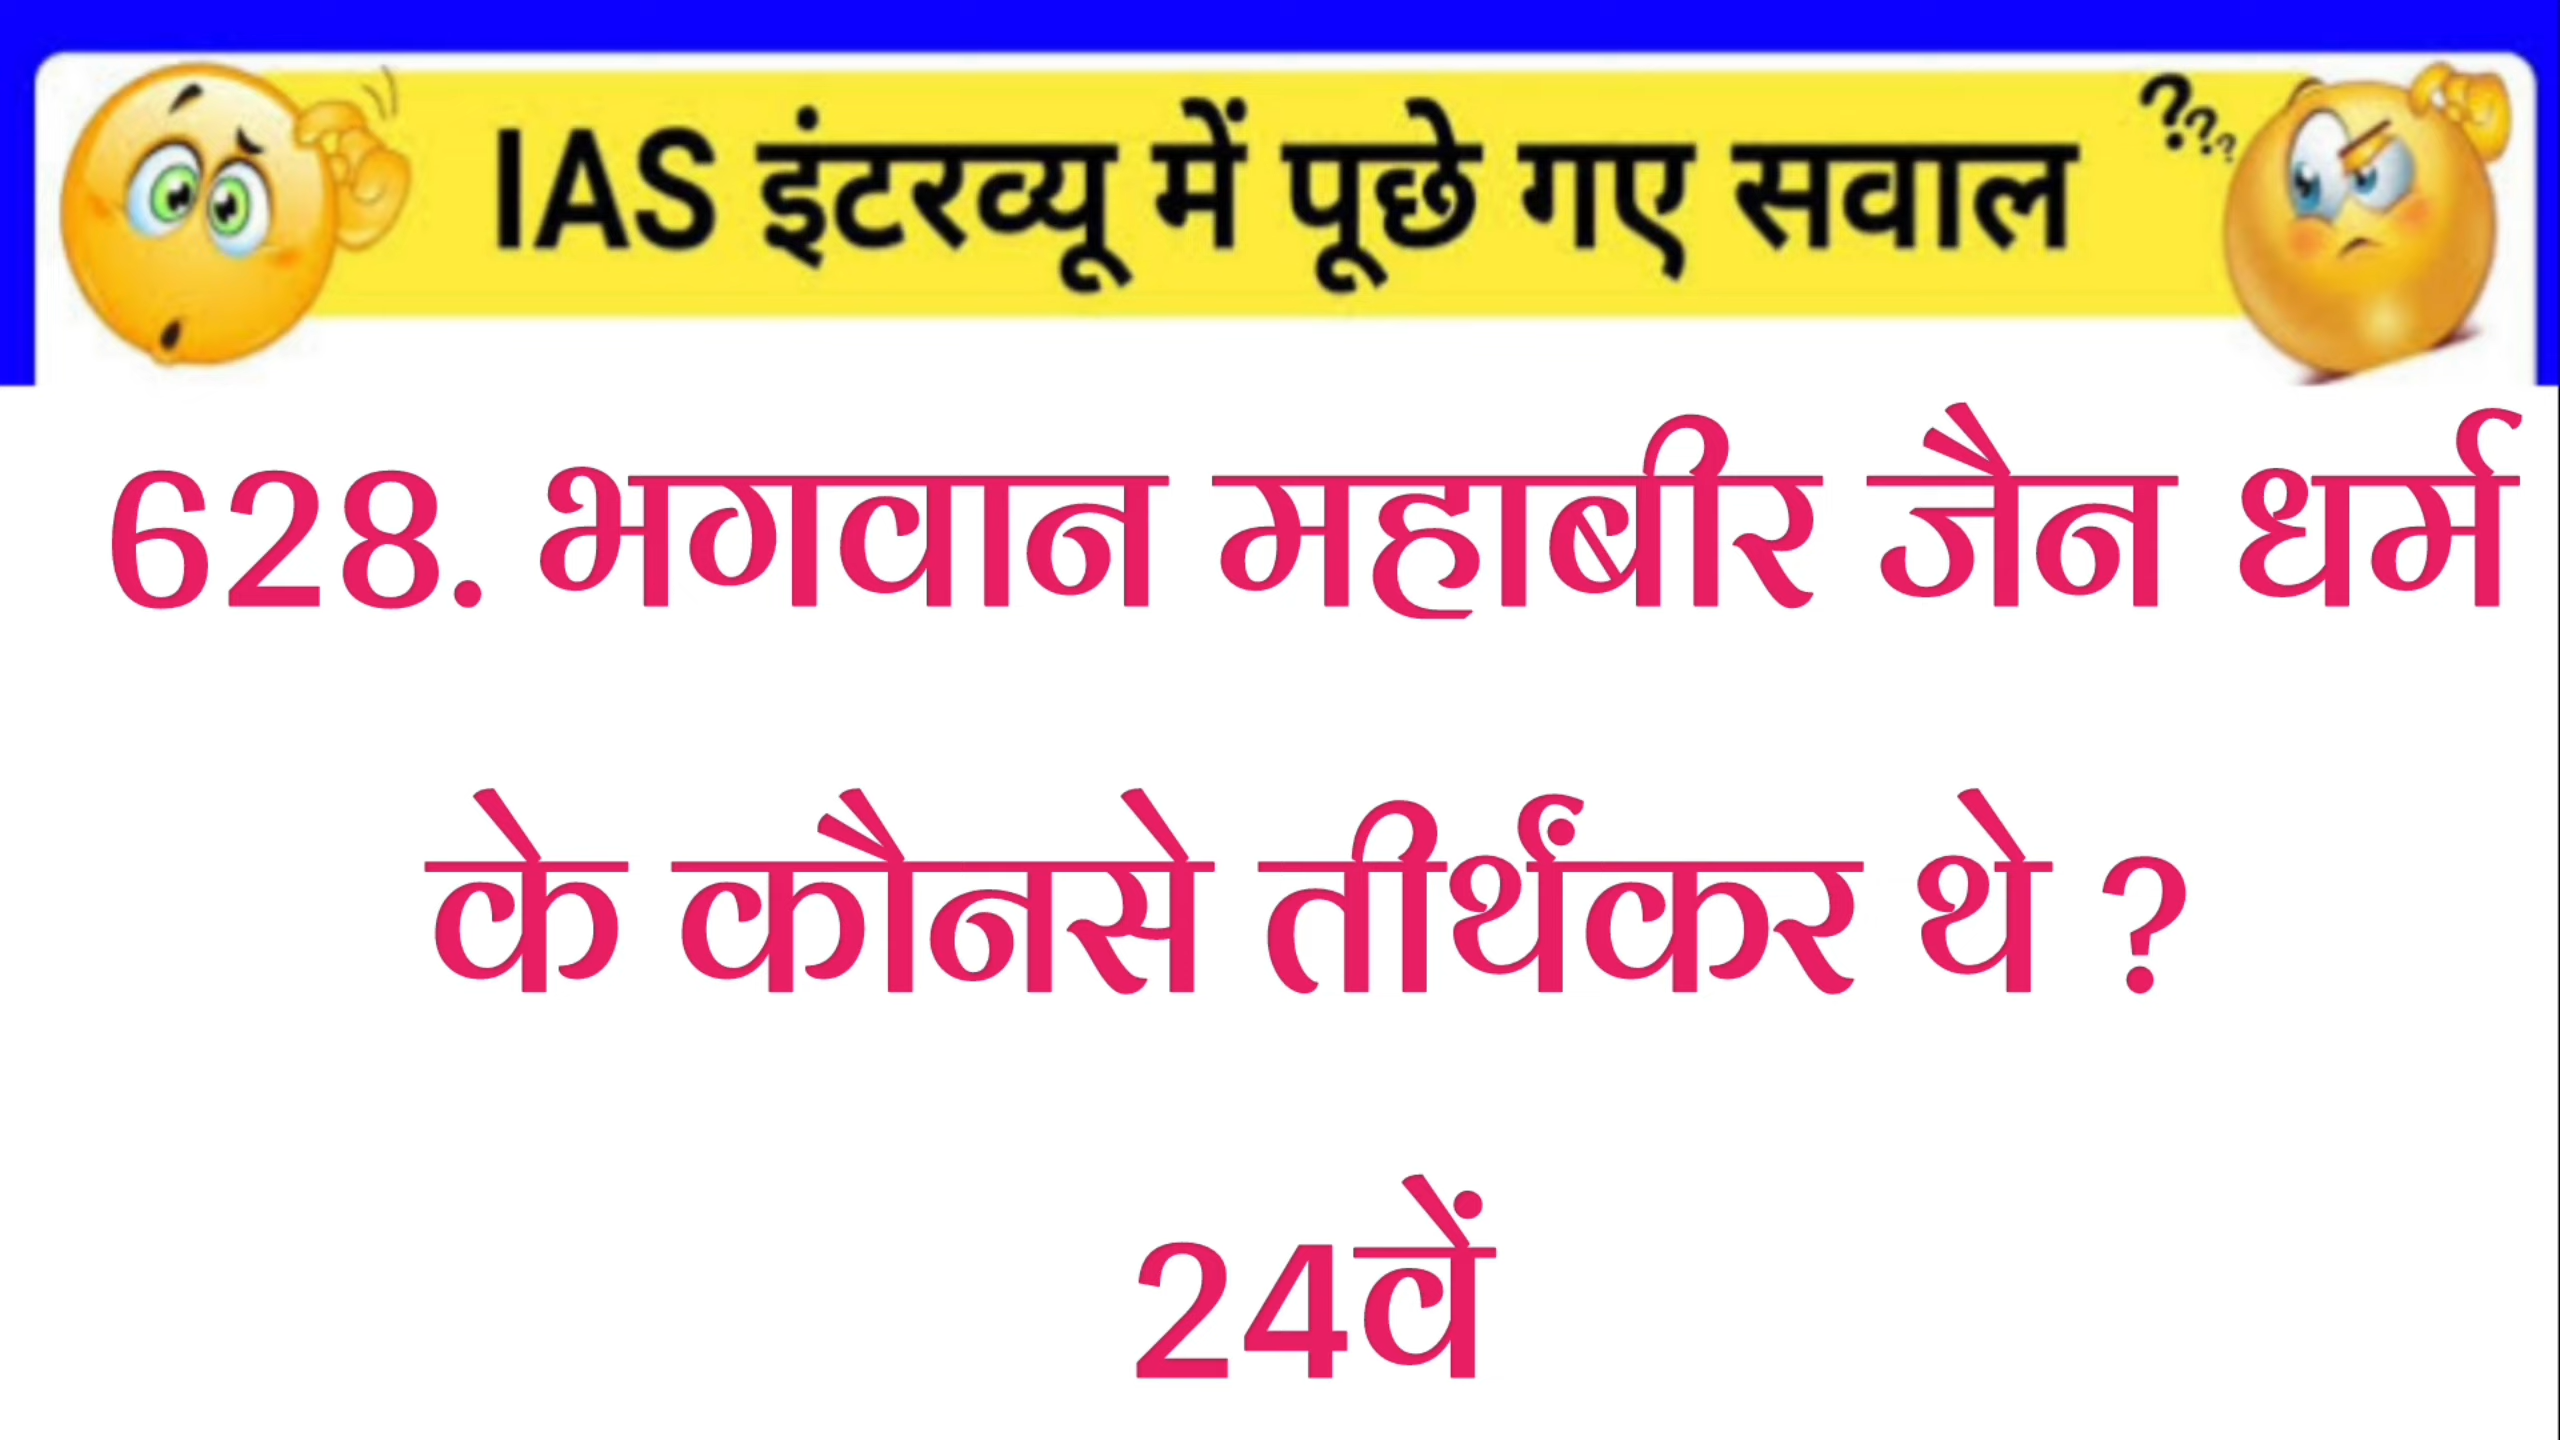 IAS इंटरव्यू में पूछे गए सवाल ???
628. भगवान महाबीर जैन धर्म
के कौनसे तीर्थंकर थे ?
24वें